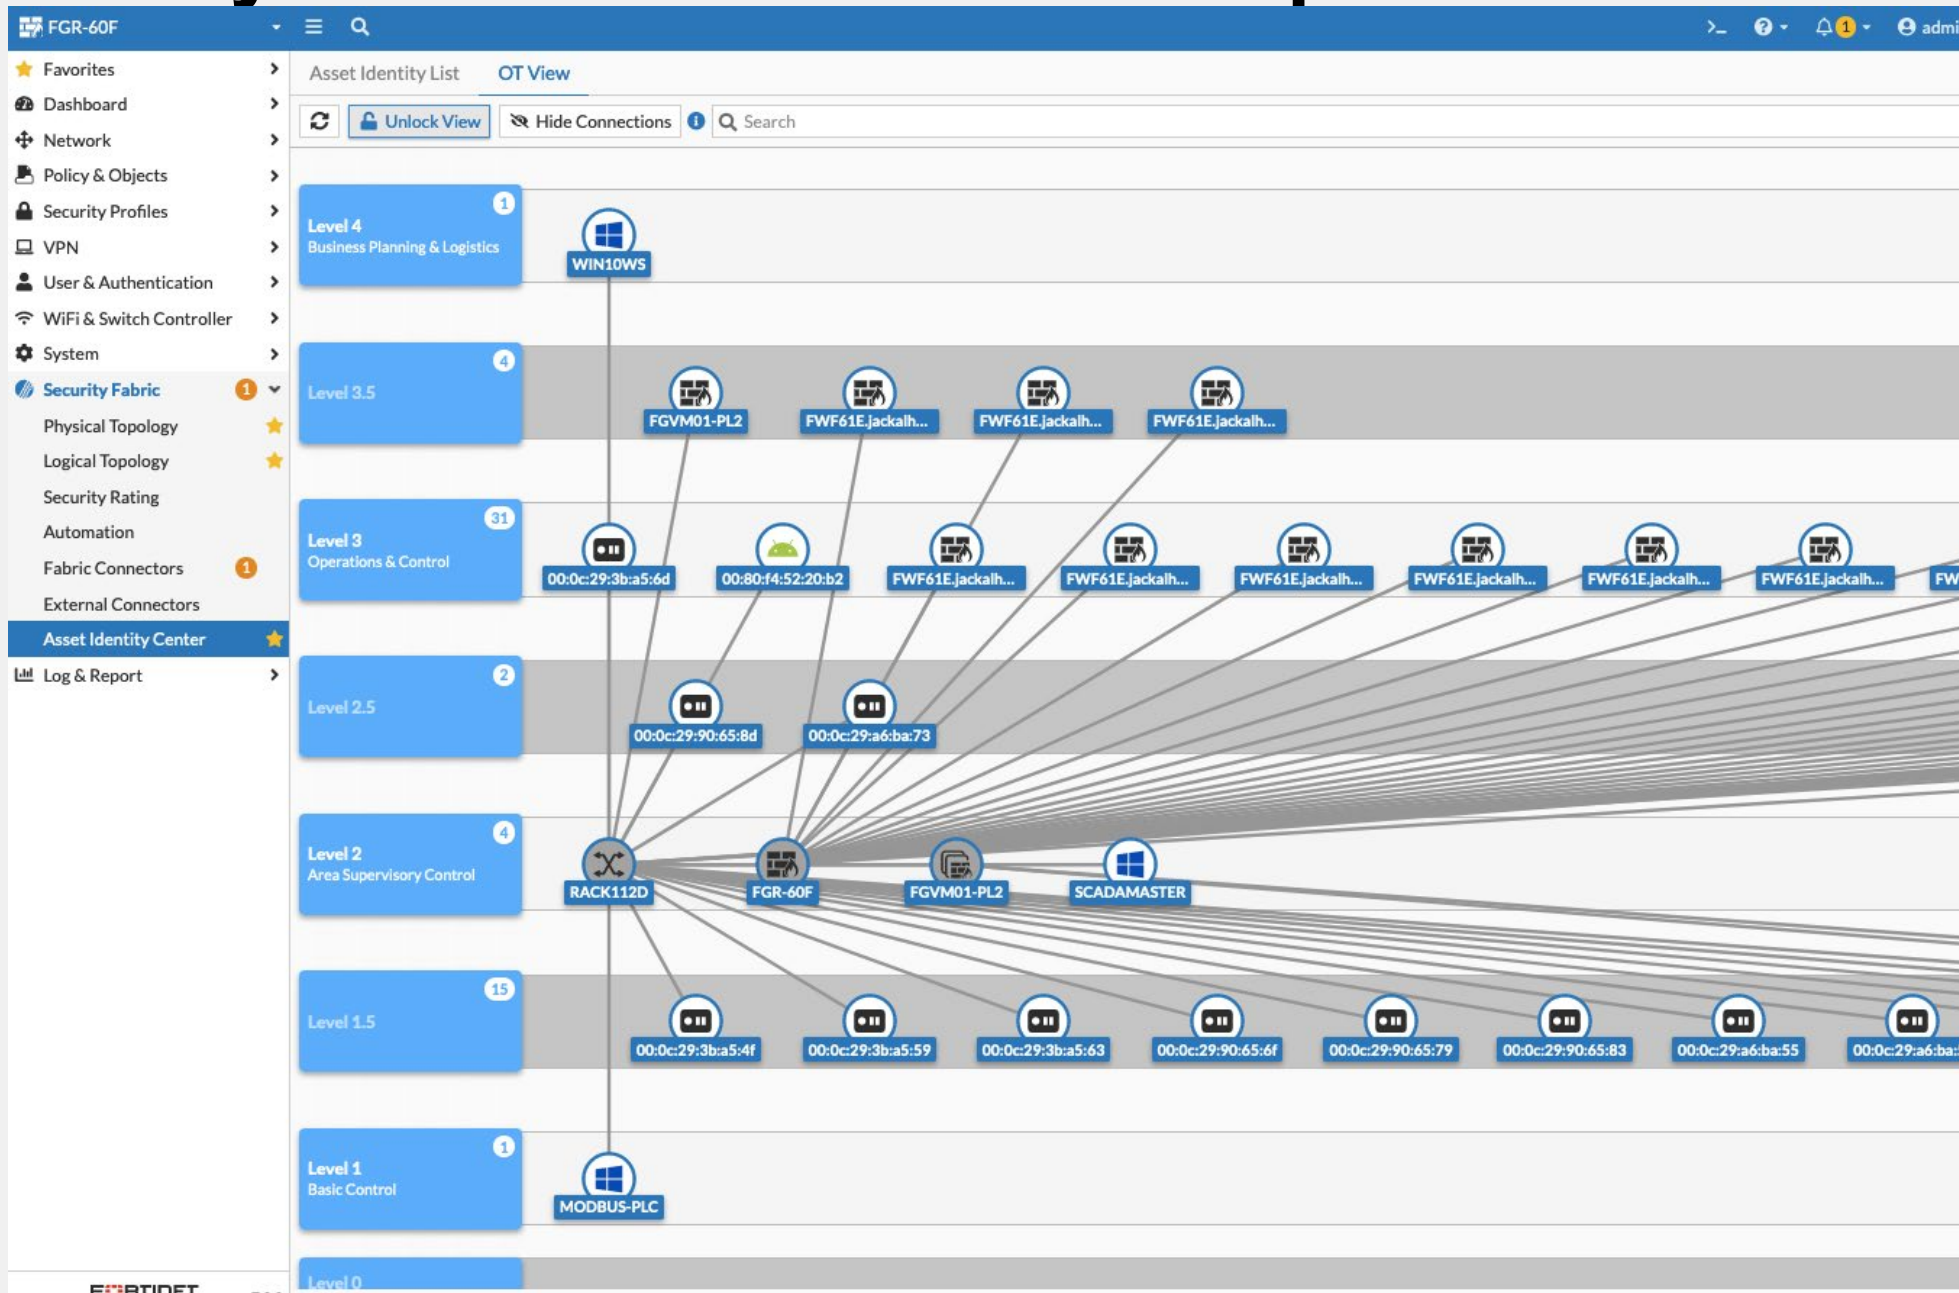 FGR-60F
1
admi
Favorites
Dashboard
Network
Policy & Objects
Security Profiles
VPN
User & Authentication
WiFi & Switch Controller
System
Security Fabric 1
Physical Topology
Logical Topology
Security Rating
Automation
Fabric Connectors 1
External Connectors
Asset Identity Center
Log & Report
Asset Identity List OT View
Unlock View Hide Connections Search
1
Level 4
Business Planning & Logistics
WIN10WS
4
Level 3.5
FGVM01-PL2 FWF61E.jackalh... FWF61E.jackalh... FWF61E.jackalh...
31
Level 3
Operations & Control
00:0c:29:3b:a5:6d 00:80:f4:52:20:b2 FWF61E.jackalh... FWF61E.jackalh... FWF61E.jackalh... FWF61E.jackalh... FWF61E.jackalh... FWF61E.jackalh... FW
2
Level 2.5
00:0c:29:90:65:8d 00:0c:29:a6:ba:73
4
Level 2
Area Supervisory Control
RACK112D FGR-60F FGVM01-PL2 SCADAMASTER
15
Level 1.5
00:0c:29:3b:a5:4f 00:0c:29:3b:a5:59 00:0c:29:3b:a5:63 00:0c:29:90:65:6f 00:0c:29:90:65:79 00:0c:29:90:65:83 00:0c:29:a6:ba:55 00:0c:29:a6:ba:
1
Level 1
Basic Control
MODBUS-PLC
Level 0
FORTINET